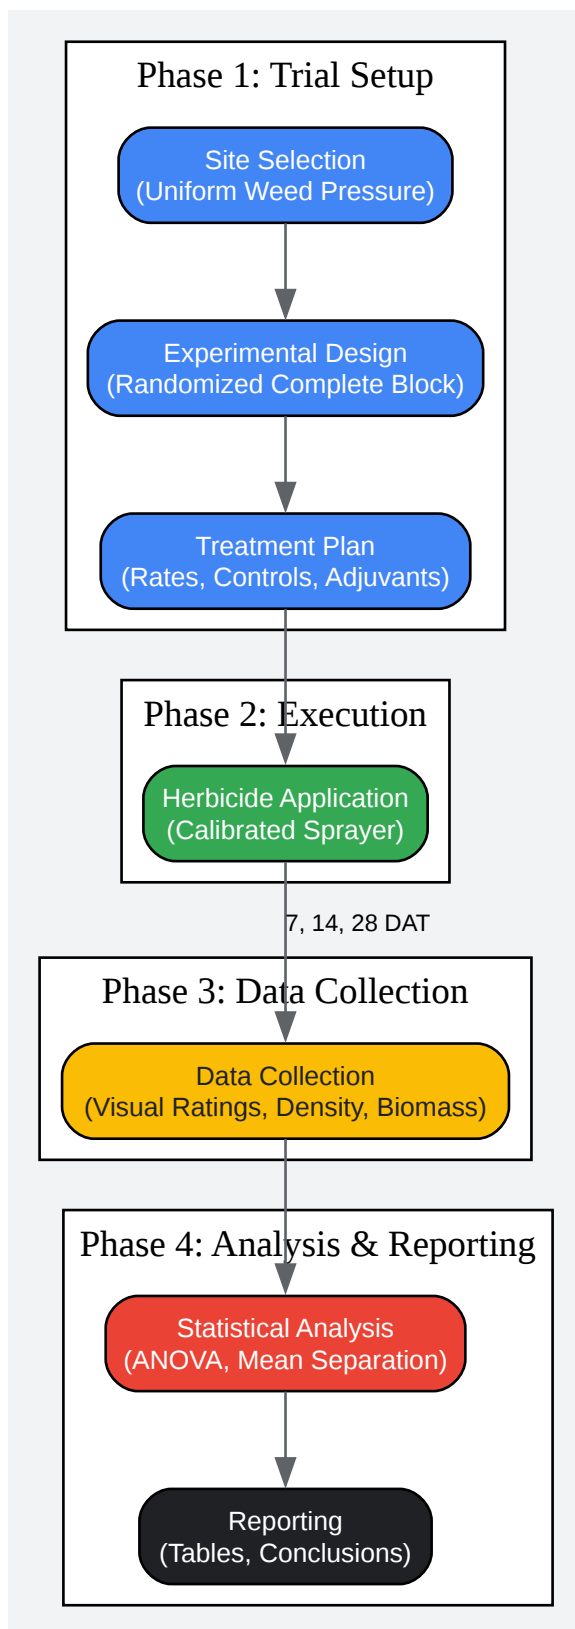 Phase 1: Trial Setup
Site Selection
(Uniform Weed Pressure)
Experimental Design
(Randomized Complete Block)
Treatment Plan
(Rates, Controls, Adjuvants)
Phase 2: Execution
Herbicide Application
(Calibrated Sprayer)
7, 14, 28 DAT
Phase 3: Data Collection
Data Collection
(Visual Ratings, Density, Biomass)
Phase 4: Analysis & Reporting
Statistical Analysis
(ANOVA, Mean Separation)
Reporting
(Tables, Conclusions)